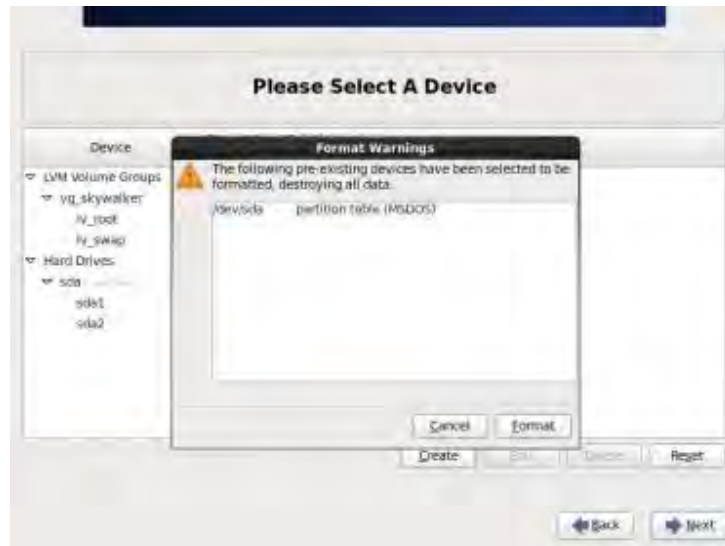 Please Select A Device
Device
Format Warnings
The following pre-existing devices have been selected to be
formatted, destroying all data.
/dev/sda partition table (MSDOS)
LVM Volume Groups
vg_skywalker
lv_root
lv_swap
Hard Drives
sda
sda1
sda2
Cancel
Format
Create
Edit
Delete
Reset
Back
Next